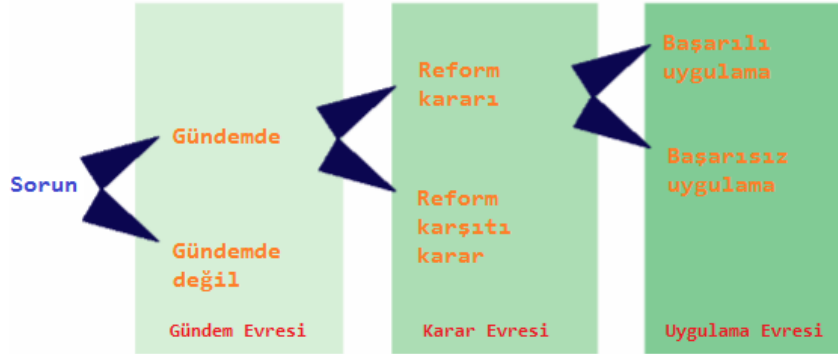 Sorun
Gündemde
Gündemde
değil
Gündem Evresi
Reform
kararı
Reform
karşıtı
karar
Karar Evresi
Başarılı
uygulama
Başarısız
uygulama
Uygulama Evresi